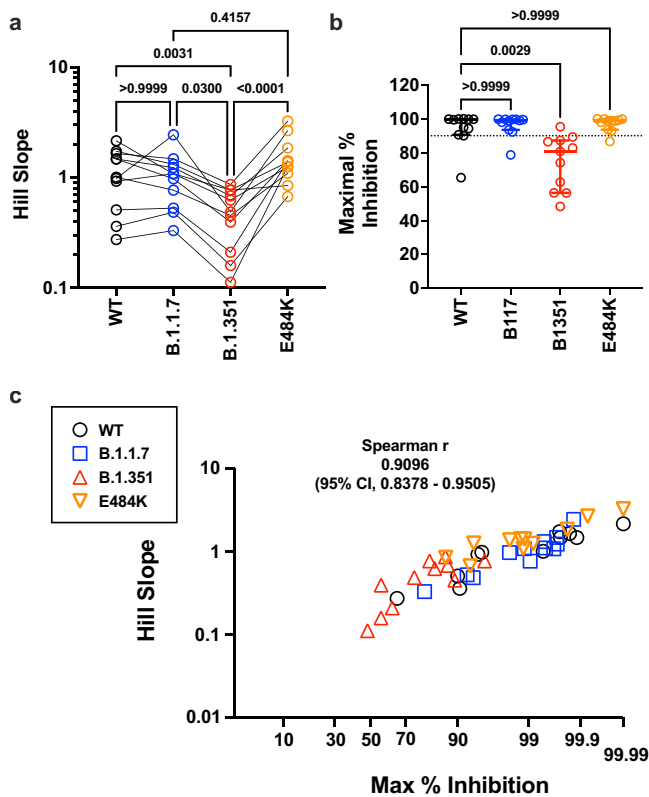 a
0.4157
0.0031
>0.9999
0.0300
<0.0001
10
1
0.1
Hill Slope
WT
B.1.1.7
B.1.351
E484K
b
>0.9999
0.0029
>0.9999
120
100
80
60
40
20
0
Maximal %
Inhibition
WT
B117
B1351
E484K
c
WT
B.1.1.7
B.1.351
E484K
Spearman r
0.9096
(95% CI, 0.8378 - 0.9505)
10
1
0.1
0.01
Hill Slope
10
30
50
70
90
99
99.9
99.99
Max % Inhibition